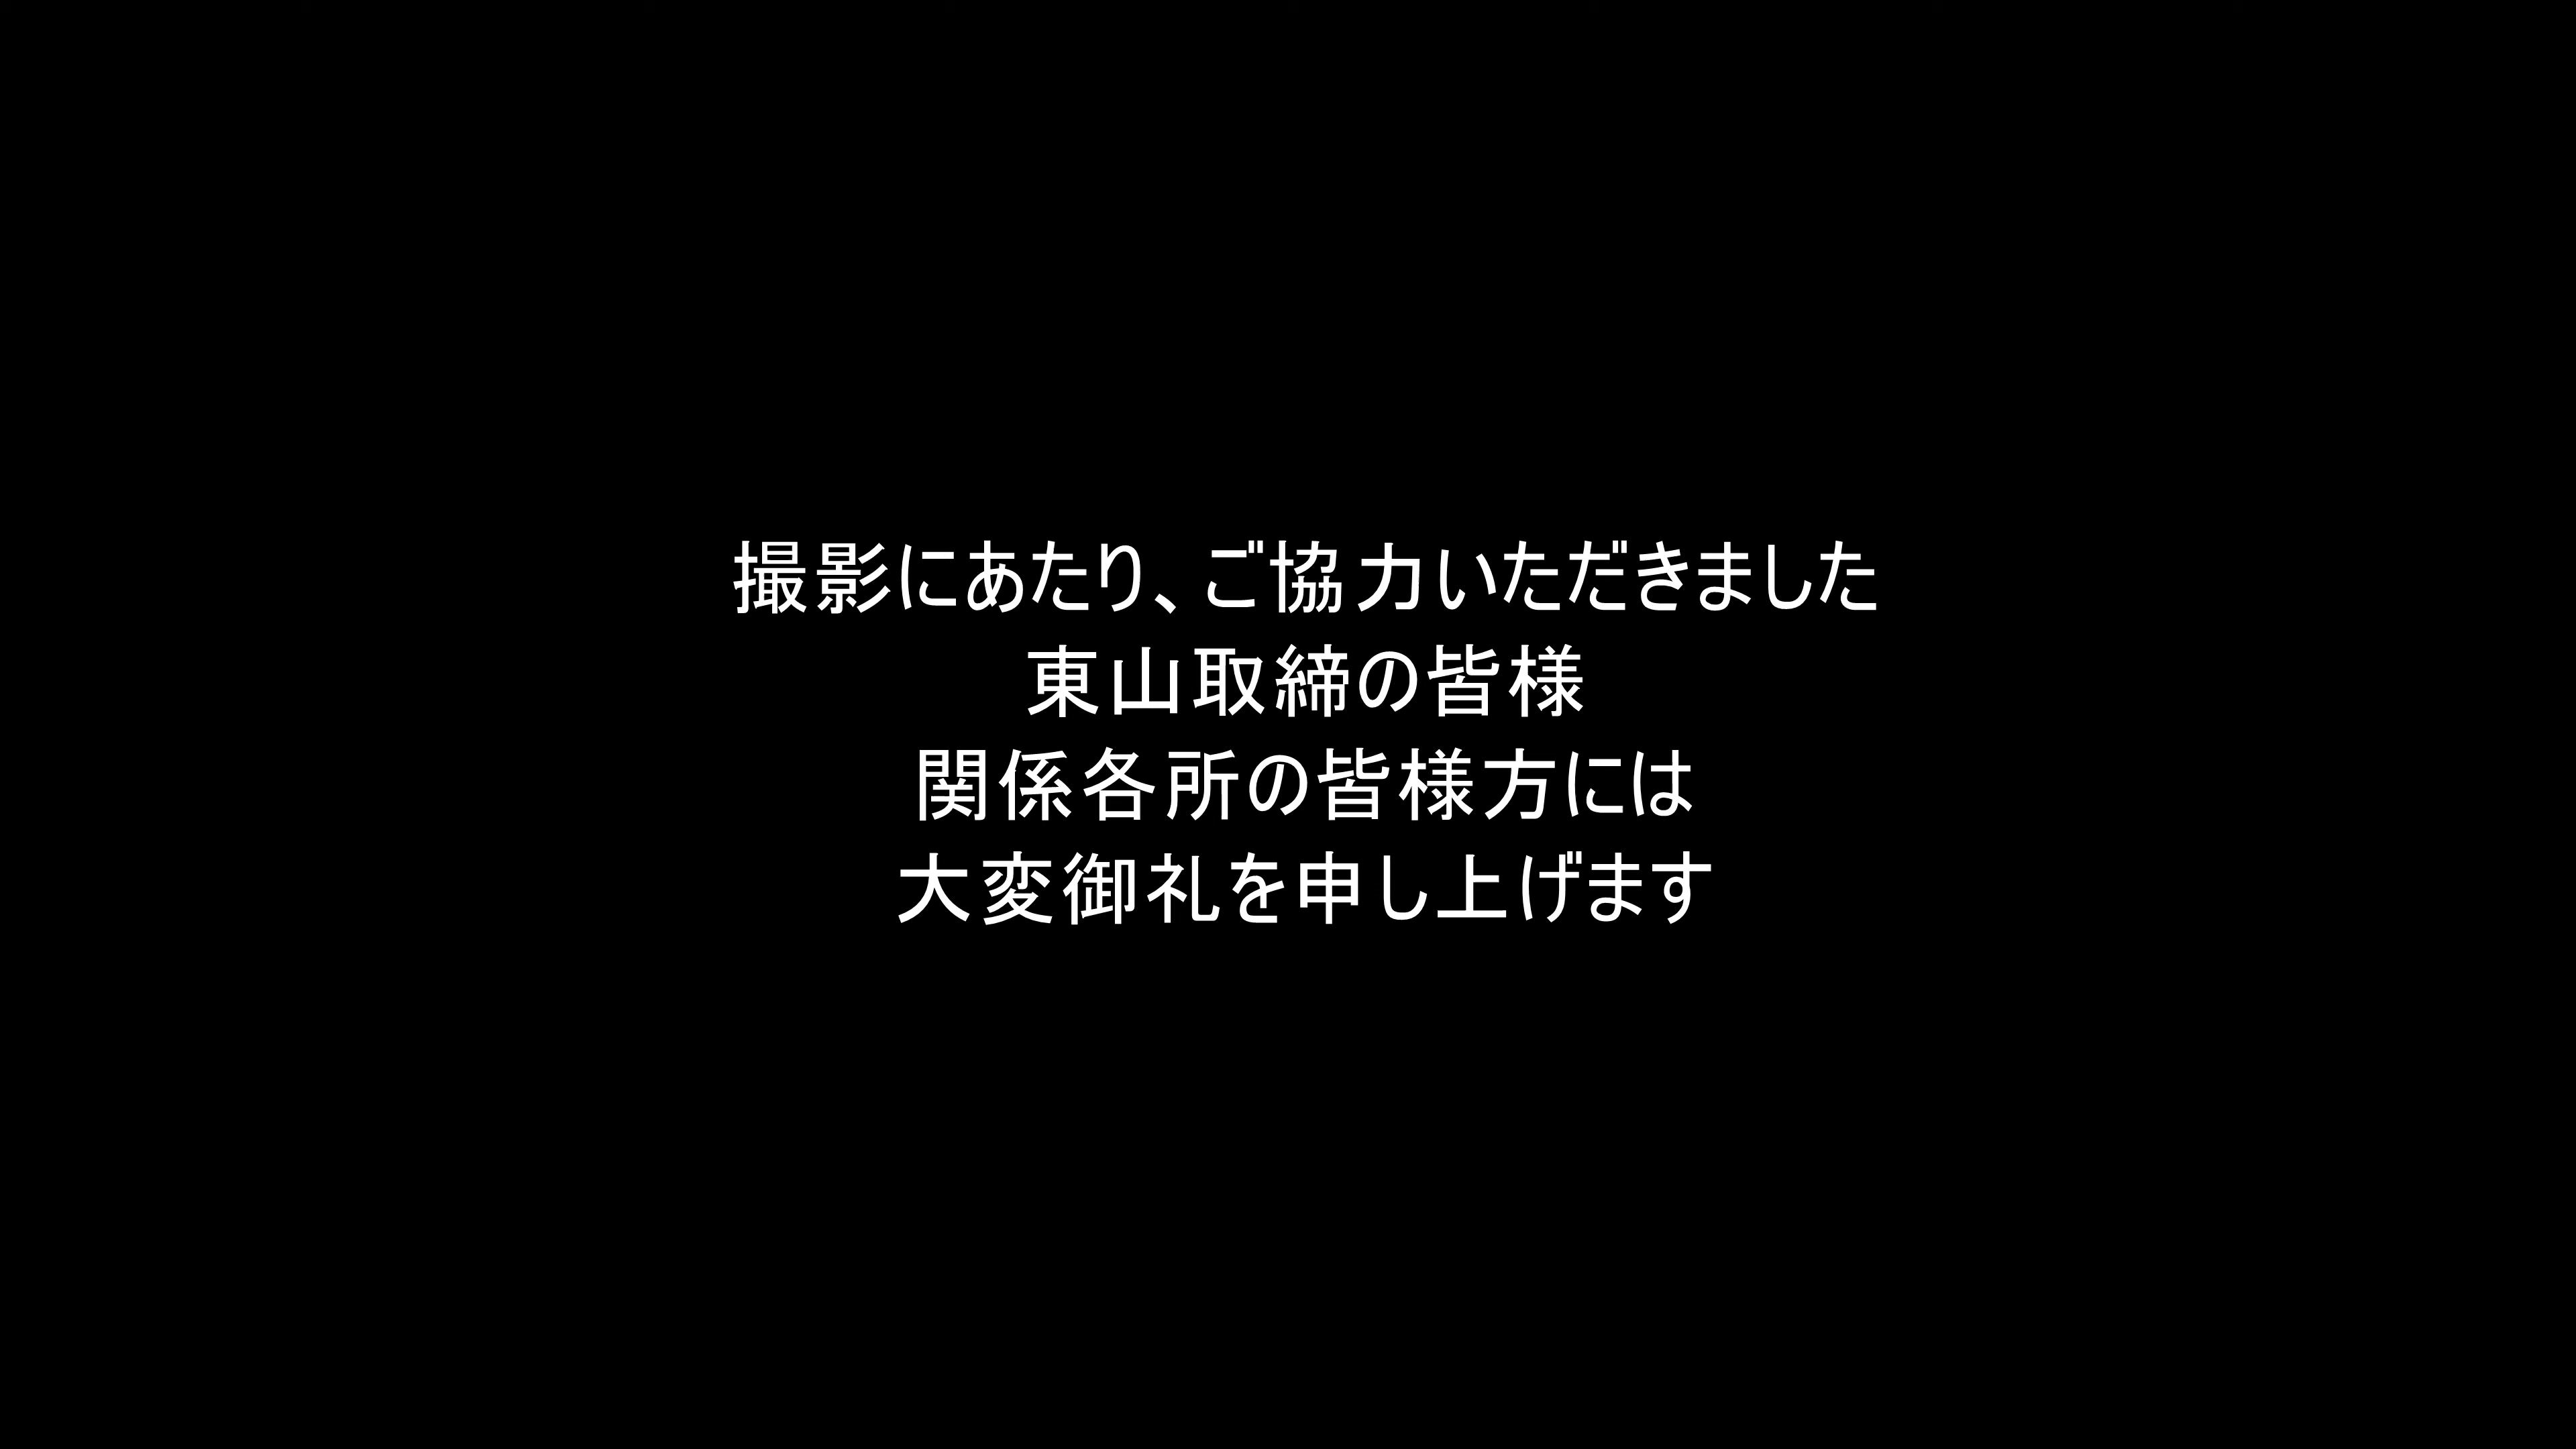 撮影にあたり、ご協力いただきました
東山取締の皆様
関係各所の皆様方には
大変御礼を申し上げます